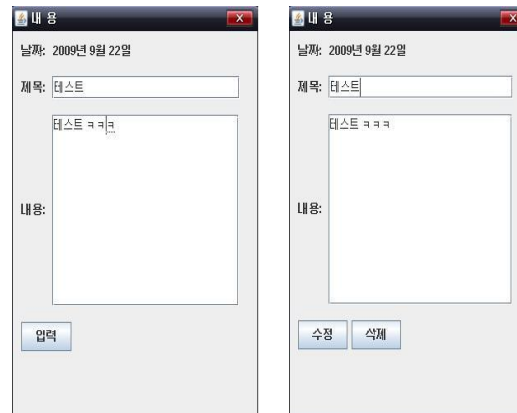 내 용
날짜: 2009년 9월 22일
제목: 테스트
테스트 ㅋㅋㅋ
내용:
입력
내 용
날짜: 2009년 9월 22일
제목: 테스트
테스트 ㅋㅋㅋ
내용:
수정 삭제